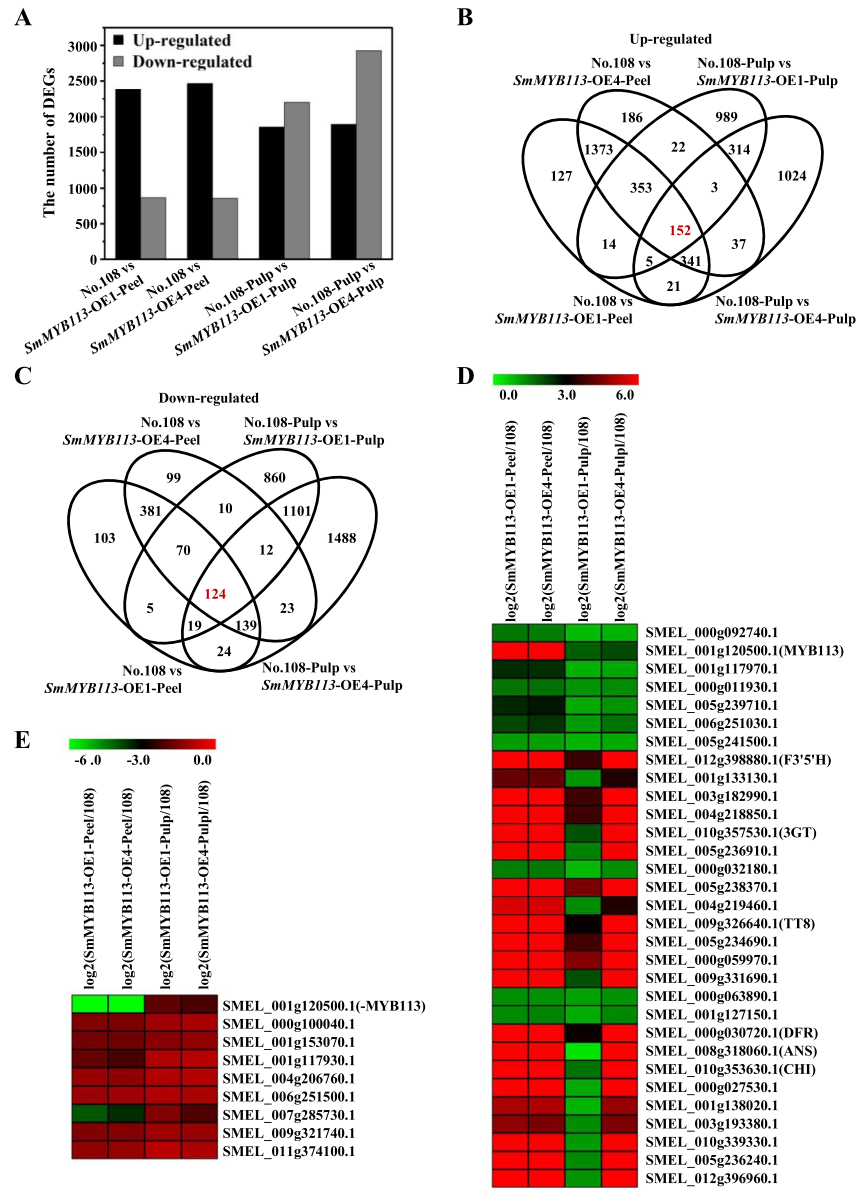 A
Up-regulated
Down-regulated
The number of DEGs
3000
2500
2000
1500
1000
500
0
No.108 vs
SmMYB113-OE1-Peel
No.108 vs
SmMYB113-OE4-Peel
No.108-Pulp vs
SmMYB113-OE1-Pulp
No.108-Pulp vs
SmMYB113-OE4-Pulp
B
Up-regulated
No.108 vs
SmMYB113-OE4-Peel
No.108-Pulp vs
SmMYB113-OE1-Pulp
186
989
1373
22
314
127
353
3
1024
152
14
5
341
37
21
No.108 vs
SmMYB113-OE1-Peel
No.108-Pulp vs
SmMYB113-OE4-Pulp
C
Down-regulated
No.108 vs
SmMYB113-OE4-Peel
No.108-Pulp vs
SmMYB113-OE1-Pulp
99
860
381
10
1101
103
70
12
1488
124
5
19
139
23
24
No.108 vs
SmMYB113-OE1-Peel
No.108-Pulp vs
SmMYB113-OE4-Pulp
D
0.0 3.0 6.0
log2(SmMYB113-OE1-Peel/108)
log2(SmMYB113-OE4-Peel/108)
log2(SmMYB113-OE1-Pulp/108)
log2(SmMYB113-OE4-Pulpl/108)
SMEL_000g092740.1
SMEL_001g120500.1(MYB113)
SMEL_001g117970.1
SMEL_000g011930.1
SMEL_005g239710.1
SMEL_006g251030.1
SMEL_005g241500.1
SMEL_012g398880.1(F3'5'H)
SMEL_001g133130.1
SMEL_003g182990.1
SMEL_004g218850.1
SMEL_010g357530.1(3GT)
SMEL_005g236910.1
SMEL_000g032180.1
SMEL_005g238370.1
SMEL_004g219460.1
SMEL_009g326640.1(TT8)
SMEL_005g234690.1
SMEL_000g059970.1
SMEL_009g331690.1
SMEL_000g063890.1
SMEL_001g127150.1
SMEL_000g030720.1(DFR)
SMEL_008g318060.1(ANS)
SMEL_010g353630.1(CHI)
SMEL_000g027530.1
SMEL_001g138020.1
SMEL_003g193380.1
SMEL_010g339330.1
SMEL_005g236240.1
SMEL_012g396960.1
E
-6.0 -3.0 0.0
log2(SmMYB113-OE1-Peel/108)
log2(SmMYB113-OE4-Peel/108)
log2(SmMYB113-OE1-Pulp/108)
log2(SmMYB113-OE4-Pulpl/108)
SMEL_001g120500.1(-MYB113)
SMEL_000g100040.1
SMEL_001g153070.1
SMEL_001g117930.1
SMEL_004g206760.1
SMEL_006g251500.1
SMEL_007g285730.1
SMEL_009g321740.1
SMEL_011g374100.1